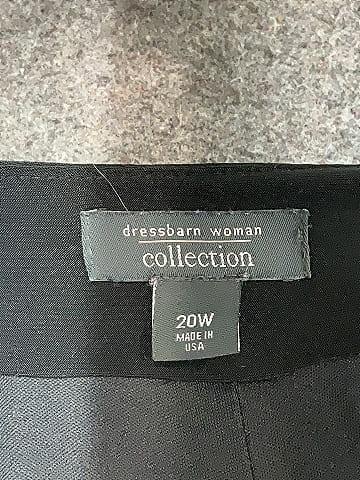 dressbarn woman
collection
20W
MADE IN
USA